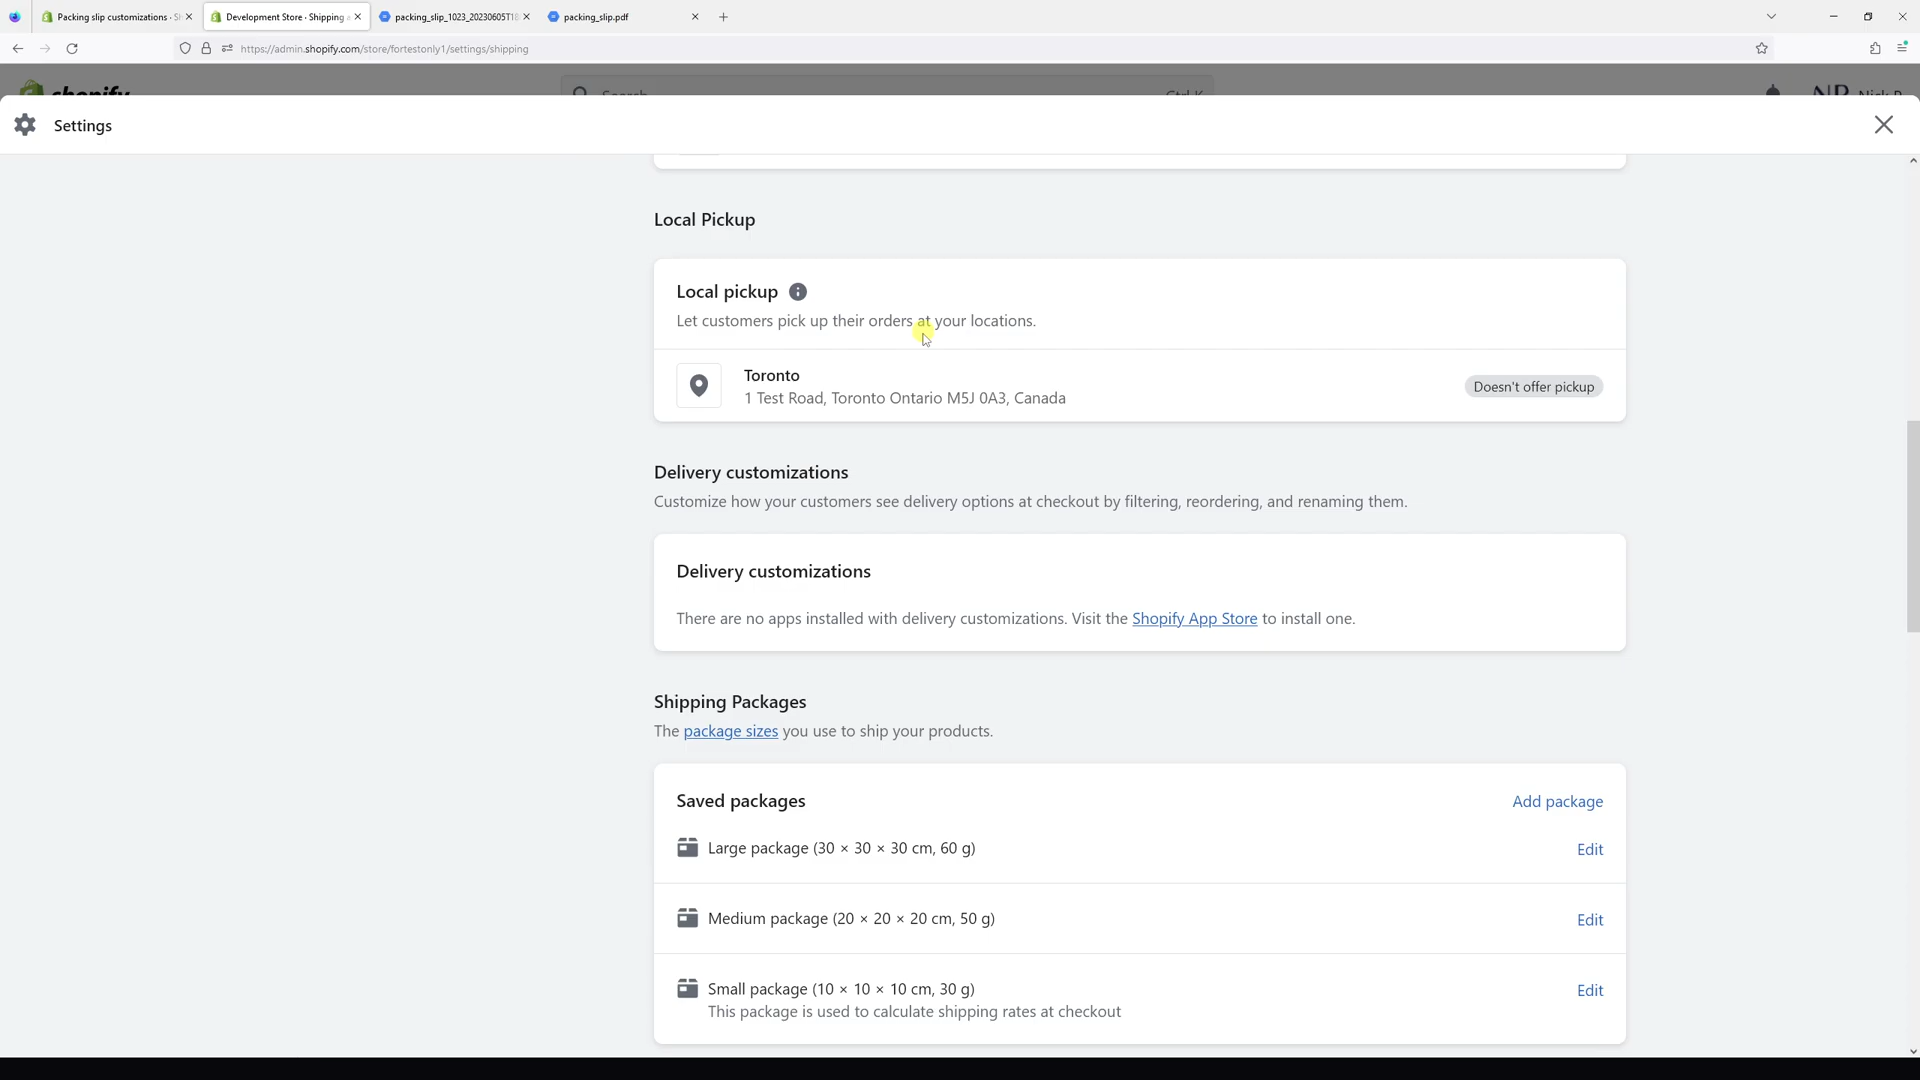 Packing slip customizations · S
Development Store · Shipping a
packing_slip_1023_20230605T18
packing_slip.pdf
https://admin.shopify.com/store/fortestonly1/settings/shipping
shopify
Search
Ctrl K
Settings
Local Pickup
Local pickup
Let customers pick up their orders at your locations.
Toronto
1 Test Road, Toronto Ontario M5J 0A3, Canada
Doesn't offer pickup
Delivery customizations
Customize how your customers see delivery options at checkout by filtering, reordering, and renaming them.
Delivery customizations
There are no apps installed with delivery customizations. Visit the Shopify App Store to install one.
Shipping Packages
The package sizes you use to ship your products.
Saved packages
Add package
Large package (30 × 30 × 30 cm, 60 g)
Edit
Medium package (20 × 20 × 20 cm, 50 g)
Edit
Small package (10 × 10 × 10 cm, 30 g)
Edit
This package is used to calculate shipping rates at checkout